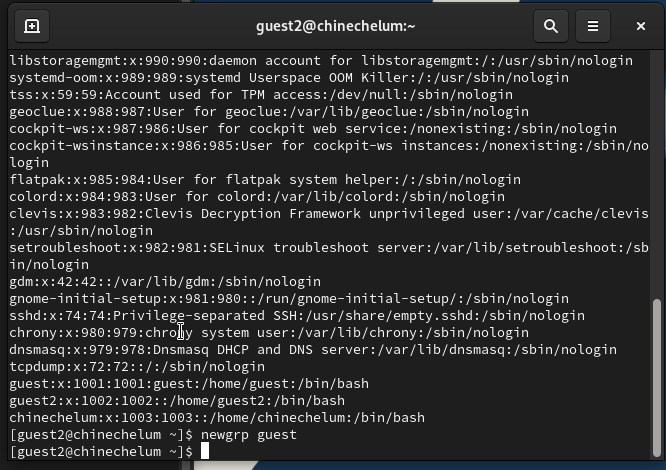 guest2@chinechelum:~
libstoragemgmt:x:990:990:daemon account for libstoragemgmt:/:/usr/sbin/nologin
systemd-oom:x:989:989:systemd Userspace OOM Killer:/:/usr/sbin/nologin
tss:x:59:59:Account used for TPM access:/dev/null:/sbin/nologin
geoclue:x:988:987:User for geoclue:/var/lib/geoclue:/sbin/nologin
cockpit-ws:x:987:986:User for cockpit web service:/nonexisting:/sbin/nologin
cockpit-wsinstance:x:986:985:User for cockpit-ws instances:/nonexisting:/sbin/no
login
flatpak:x:985:984:User for flatpak system helper:/:/sbin/nologin
colord:x:984:983:User for colord:/var/lib/colord:/sbin/nologin
clevis:x:983:982:Clevis Decryption Framework unprivileged user:/var/cache/clevis
:/usr/sbin/nologin
setroubleshoot:x:982:981:SELinux troubleshoot server:/var/lib/setroubleshoot:/sb
in/nologin
gdm:x:42:42::/var/lib/gdm:/sbin/nologin
gnome-initial-setup:x:981:980::/run/gnome-initial-setup/:/sbin/nologin
sshd:x:74:74:Privilege-separated SSH:/usr/share/empty.sshd:/sbin/nologin
chrony:x:980:979:chrony system user:/var/lib/chrony:/sbin/nologin
dnsmasq:x:979:978:Dnsmasq DHCP and DNS server:/var/lib/dnsmasq:/sbin/nologin
tcpdump:x:72:72::/:/sbin/nologin
guest:x:1001:1001:guest:/home/guest:/bin/bash
guest2:x:1002:1002::/home/guest2:/bin/bash
chinechelum:x:1003:1003::/home/chinechelum:/bin/bash
[guest2@chinechelum ~]$ newgrp guest
[guest2@chinechelum ~]$